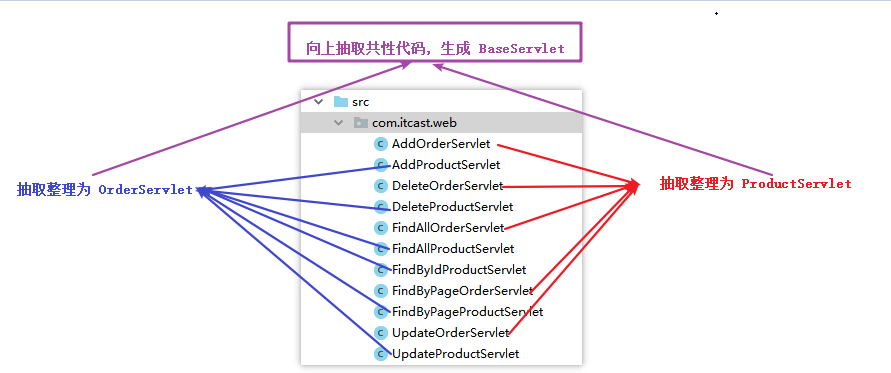 向上抽取共性代码，生成 BaseServlet
src
com.itcast.web
AddOrderServlet
AddProductServlet
DeleteOrderServlet
DeleteProductServlet
FindAllOrderServlet
FindAllProductServlet
FindByIdProductServlet
FindByPageOrderServlet
FindByPageProductServlet
UpdateOrderServlet
UpdateProductServlet
抽取整理为 OrderServlet
抽取整理为 ProductServlet